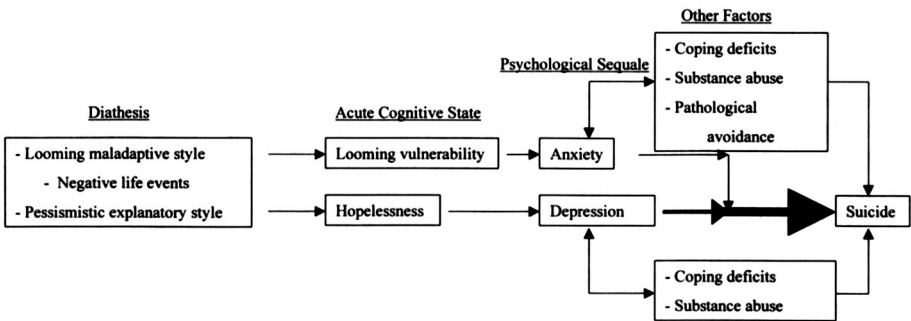 Other Factors
- Coping deficits
- Substance abuse
- Pathological
avoidance
Psychological Sequale
Diathesis
Acute Cognitive State
- Looming maladaptive style
- Negative life events
- Pessismistic explanatory style
Looming vulnerability
Anxiety
Hopelessness
Depression
Suicide
- Coping deficits
- Substance abuse